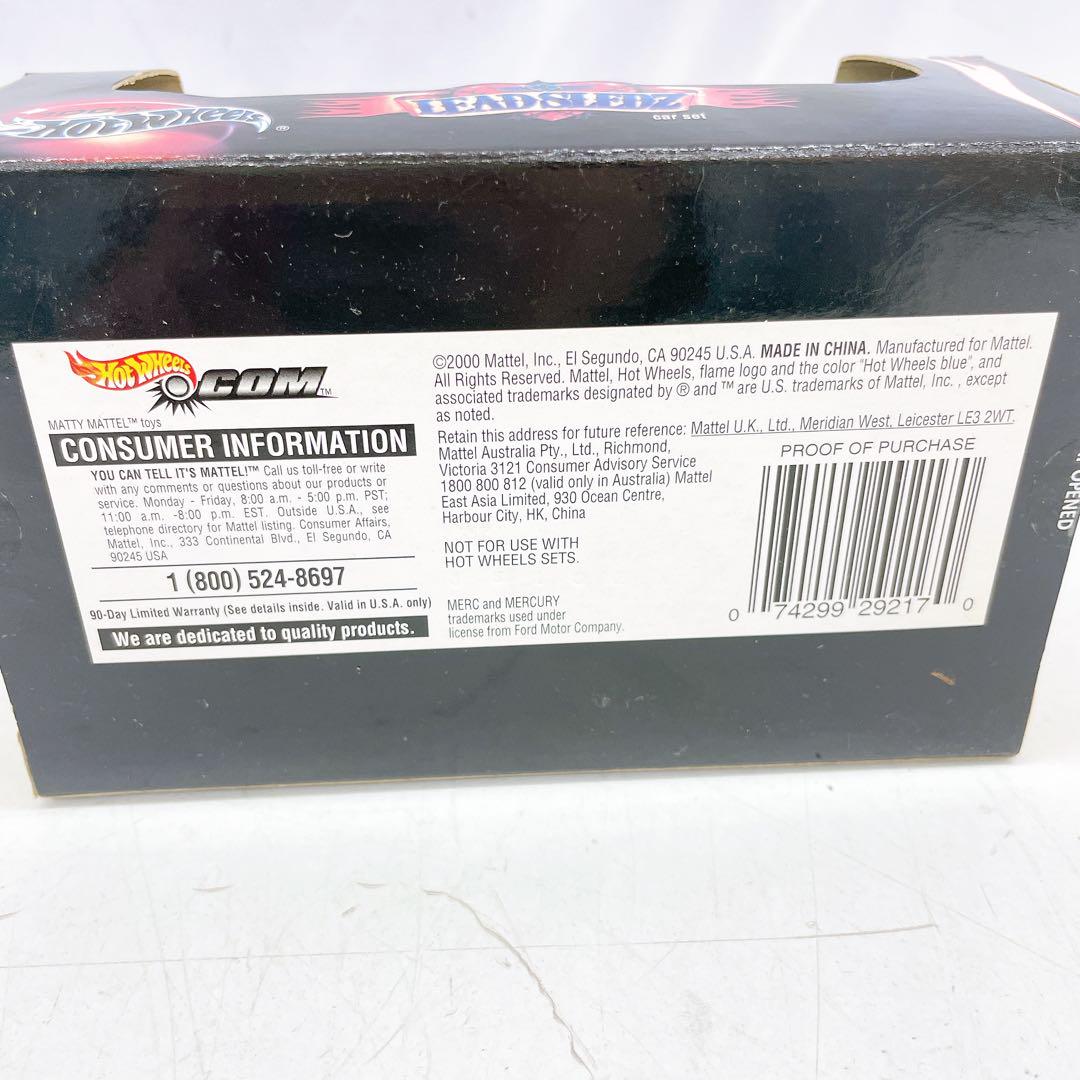 HOT WHEELS ®
LEAD SLEDZ
car set
Hot Wheels
.COM™
MATTY MATTEL™ toys
CONSUMER INFORMATION
YOU CAN TELL IT'S MATTEL!™ Call us toll-free or write
with any comments or questions about our products or
service. Monday - Friday, 8:00 a.m. - 5:00 p.m. PST;
11:00 a.m. -8:00 p.m. EST. Outside U.S.A., see
telephone directory for Mattel listing. Consumer Affairs,
Mattel, Inc., 333 Continental Blvd., El Segundo, CA
90245 USA
1 (800) 524-8697
90-Day Limited Warranty (See details inside. Valid in U.S.A. only)
We are dedicated to quality products.
©2000 Mattel, Inc., El Segundo, CA 90245 U.S.A. MADE IN CHINA. Manufactured for Mattel.
All Rights Reserved. Mattel, Hot Wheels, flame logo and the color "Hot Wheels blue", and
associated trademarks designated by ® and ™ are U.S. trademarks of Mattel, Inc. , except
as noted.
Retain this address for future reference: Mattel U.K., Ltd., Meridian West, Leicester LE3 2WT.
Mattel Australia Pty., Ltd., Richmond,
Victoria 3121 Consumer Advisory Service
1800 800 812 (valid only in Australia) Mattel
East Asia Limited, 930 Ocean Centre,
Harbour City, HK, China
NOT FOR USE WITH
HOT WHEELS SETS.
MERC and MERCURY
trademarks used under
license from Ford Motor Company.
PROOF OF PURCHASE
0 74299 29217 0
OPENED